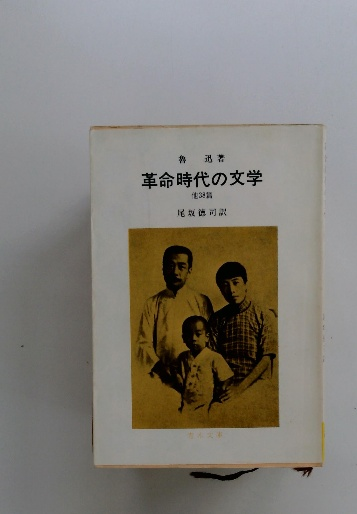 魯 迅著
革命時代の文学
他38篇
尾坂徳司訳